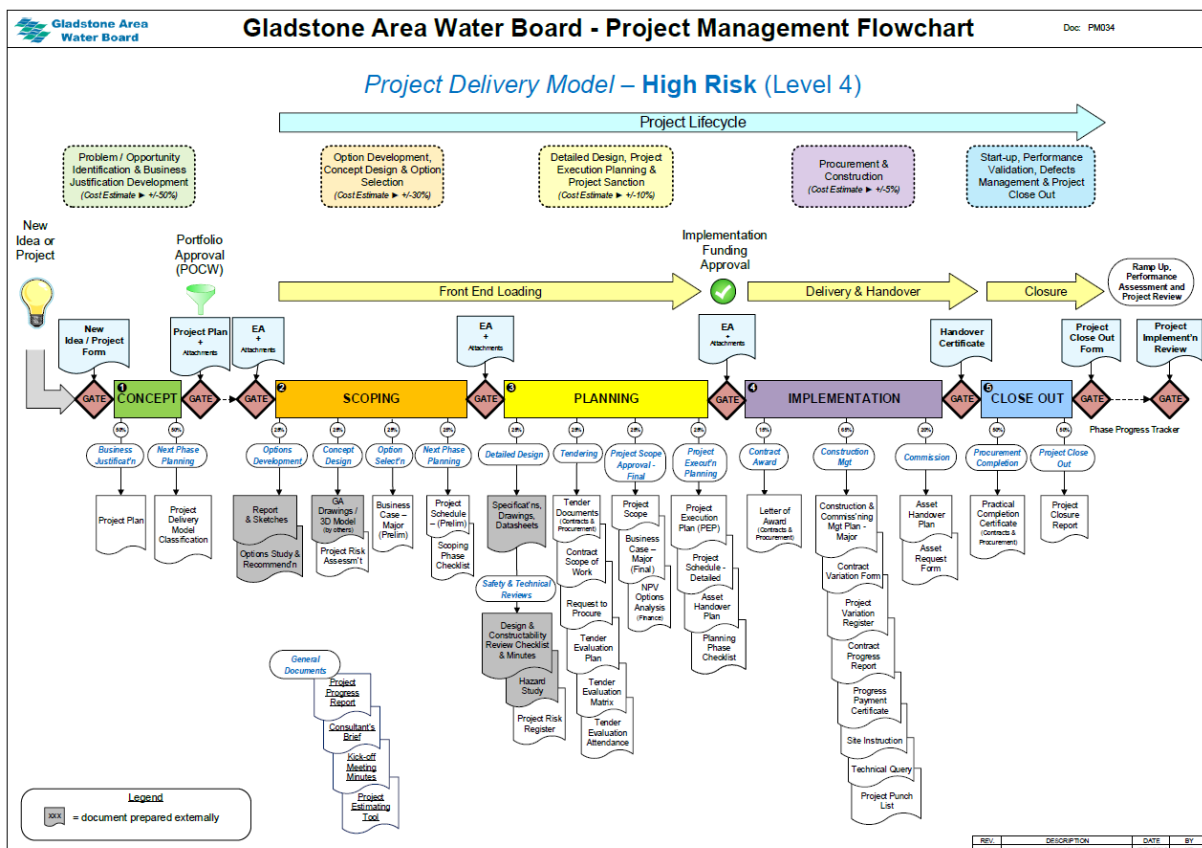 Gladstone Area
Water Board
Gladstone Area Water Board - Project Management Flowchart
Doc: PM034
Project Delivery Model – High Risk (Level 4)
Project Lifecycle
Problem / Opportunity
Identification & Business
Justification Development
(Cost Estimate ► +/-50%)
Option Development,
Concept Design & Option
Selection
(Cost Estimate ► +/-30%)
Detailed Design, Project
Execution Planning &
Project Sanction
(Cost Estimate ► +/-10%)
Procurement &
Construction
(Cost Estimate ► +/-5%)
Start-up, Performance
Validation, Defects
Management & Project
Close Out
New
Idea or
Project
Portfolio
Approval
(POCW)
Implementation
Funding
Approval
Front End Loading
Delivery & Handover
Closure
Ramp Up,
Performance
Assessment and
Project Review
New
Idea / Project
Form
Project Plan
+
Attachments
EA
+
Attachments
EA
+
Attachments
EA
+
Attachments
Handover
Certificate
Project
Close Out
Form
Project
Implement'n
Review
GATE
1
CONCEPT
GATE
GATE
2
SCOPING
GATE
3
PLANNING
GATE
4
IMPLEMENTATION
GATE
5
CLOSE OUT
GATE
GATE
Phase Progress Tracker
50%
50%
25%
25%
25%
25%
25%
25%
25%
25%
15%
65%
20%
50%
50%
Business
Justificat'n
Next Phase
Planning
Options
Development
Concept
Design
Option
Select'n
Next Phase
Planning
Detailed Design
Tendering
Project Scope
Approval -
Final
Project
Execut'n
Planning
Contract
Award
Construction
Mgt
Commission
Procurement
Completion
Project Close
Out
Project Plan
Project
Delivery
Model
Classification
Report
& Sketches
Options Study &
Recommend'n
GA
Drawings /
3D Model
(by others)
Project Risk
Assessm't
Business
Case –
Major
(Prelim)
Project
Schedule
– (Prelim)
Scoping
Phase
Checklist
Specificat'ns,
Drawings,
Datasheets
Safety & Technical
Reviews
Design &
Constructability
Review Checklist
& Minutes
Hazard
Study
Project Risk
Register
Tender
Documents
(Contracts &
Procurement)
Contract
Scope of
Work
Request to
Procure
Tender
Evaluation
Plan
Tender
Evaluation
Matrix
Tender
Evaluation
Attendance
Project
Scope
Business
Case –
Major
(Final)
NPV
Options
Analysis
(Finance)
Project
Execution
Plan (PEP)
Project
Schedule -
Detailed
Asset
Handover
Plan
Planning
Phase
Checklist
Letter of
Award
(Contracts &
Procurement)
Construction &
Commiss'ning
Mgt Plan -
Major
Contract
Variation Form
Project
Variation
Register
Contract
Progress
Report
Progress
Payment
Certificate
Site Instruction
Technical Query
Project Punch
List
Asset
Handover
Plan
Asset
Request
Form
Practical
Completion
Certificate
(Contracts &
Procurement)
Project
Closure
Report
General
Documents
Project
Progress
Report
Consultant's
Brief
Kick-off
Meeting
Minutes
Project
Estimating
Tool
Legend
xxx
= document prepared externally
REV. DESCRIPTION DATE BY